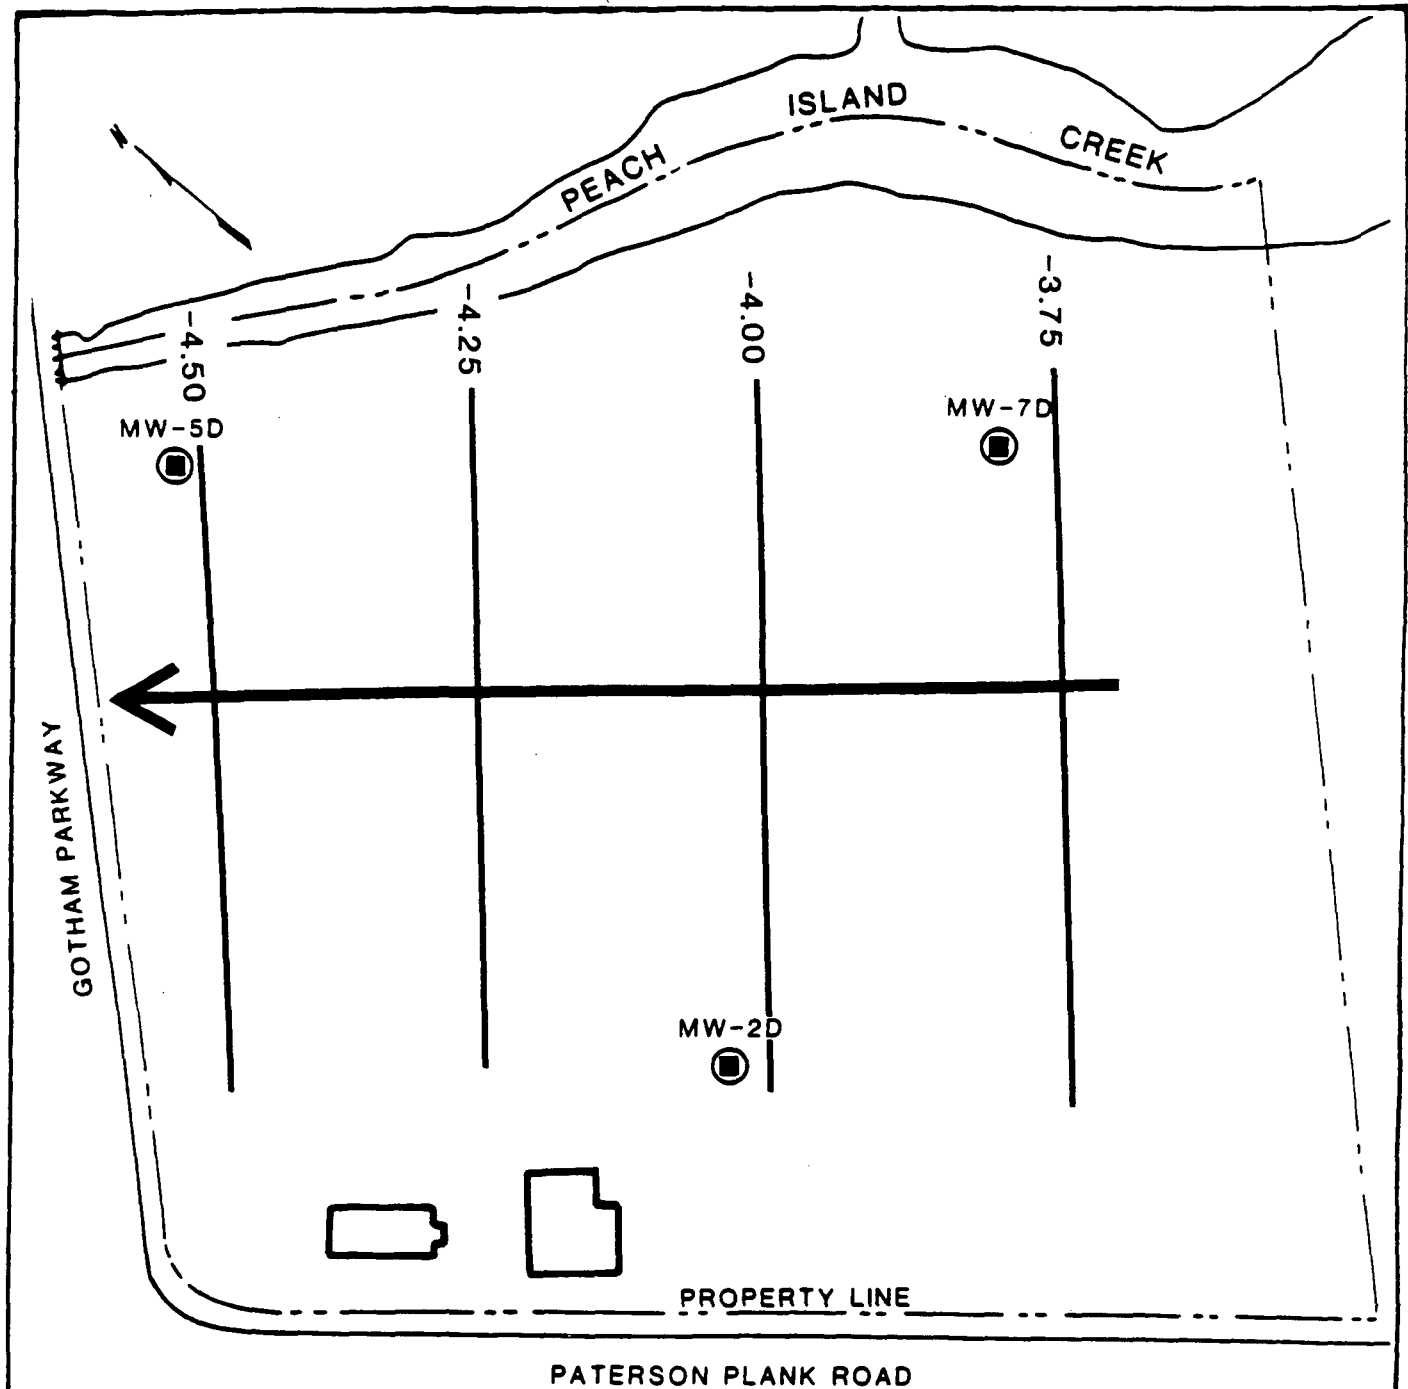 ISLAND
CREEK
PEACH
N
-3.75
-4.00
-4.25
-4.50
MW-7D
MW-5D
GOTHAM PARKWAY
MW-2D
PROPERTY LINE
PATERSON PLANK ROAD